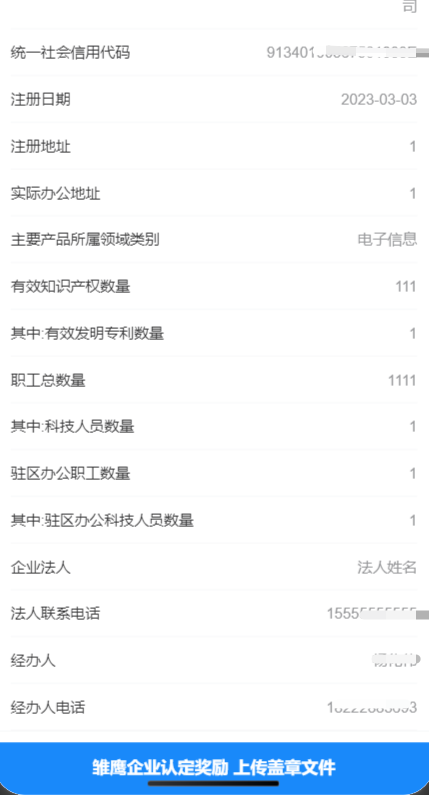 司
统一社会信用代码 913401
注册日期 2023-03-03
注册地址 1
实际办公地址 1
主要产品所属领域类别 电子信息
有效知识产权数量 111
其中:有效发明专利数量 1
职工总数量 1111
其中:科技人员数量 1
驻区办公职工数量 1
其中:驻区办公科技人员数量 1
企业法人 法人姓名
法人联系电话
经办人
经办人电话
雏鹰企业认定奖励 上传盖章文件